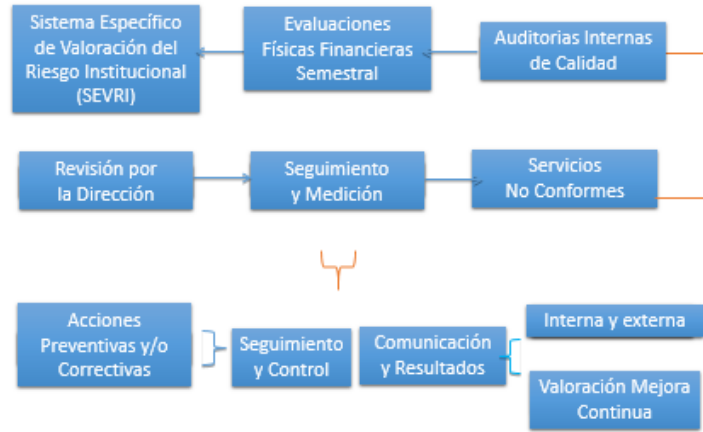 Sistema Específico
de Valoración del
Riesgo Institucional
(SEVRI)
Evaluaciones
Físicas Financieras
Semestral
Auditorias Internas
de Calidad
Revisión por
la Dirección
Seguimiento
y Medición
Servicios
No Conformes
Acciones
Preventivas y/o
Correctivas
Seguimiento
y Control
Comunicación
y Resultados
Interna y externa
Valoración Mejora
Continua